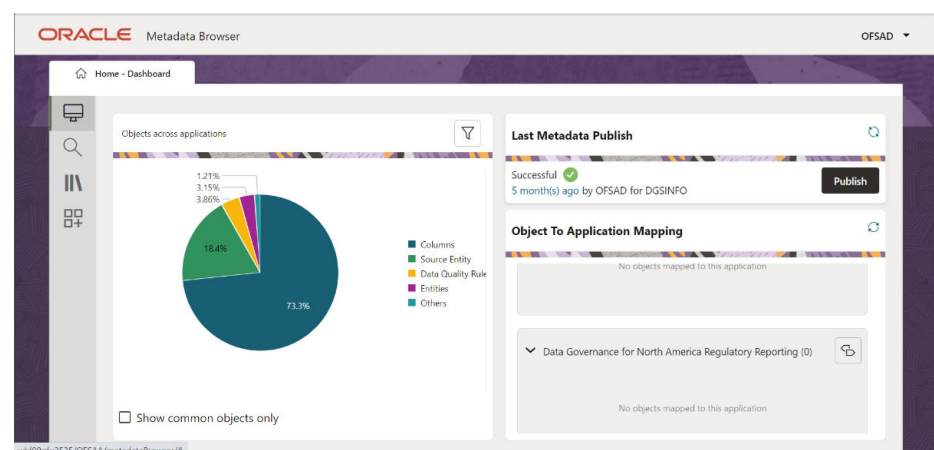 ORACLE Metadata Browser
OFSAD
Home - Dashboard
Objects across applications
1.21%
3.15%
3.86%
18.4%
73.3%
Columns
Source Entity
Data Quality Rule
Entities
Others
Show common objects only
Last Metadata Publish
Successful
5 month(s) ago by OFSAD for DGSINFO
Publish
Object To Application Mapping
No objects mapped to this application
Data Governance for North America Regulatory Reporting (0)
No objects mapped to this application